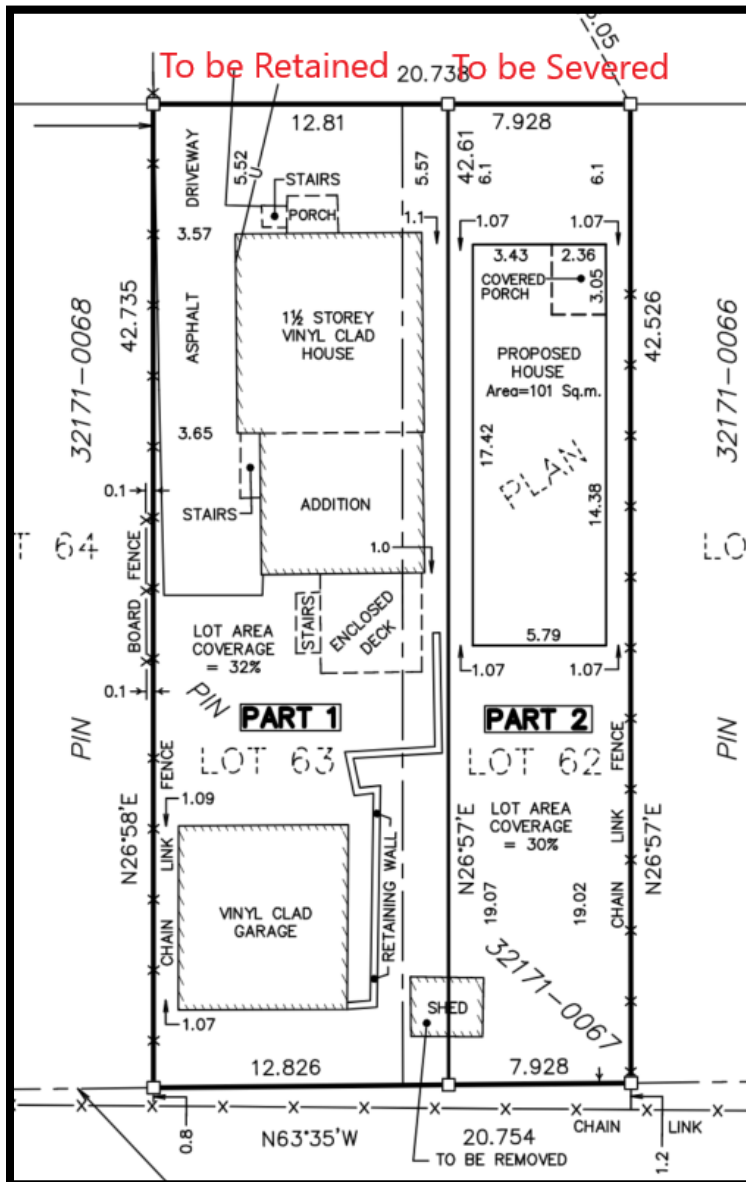 5.05
To be Retained
20.738
To be Severed
12.81
7.928
DRIVEWAY
5.52
STAIRS
PORCH
5.57
42.61
6.1
6.1
1.1
1.07
1.07
3.57
3.43
2.36
COVERED
PORCH
3.05
42.735
ASPHALT
1½ STOREY
VINYL CLAD
HOUSE
PROPOSED
HOUSE
Area=101 Sq.m.
42.526
32171-0068
32171-0066
3.65
17.42
PLAN
14.38
0.1
STAIRS
ADDITION
T 64
LO
1.0
BOARD FENCE
LOT AREA
COVERAGE
= 32%
STAIRS
ENCLOSED
DECK
5.79
1.07
1.07
0.1
PIN
PIN
PART 1
PART 2
PIN
LOT 63
LOT 62
1.09
N26°58'E
CHAIN LINK FENCE
LOT AREA
COVERAGE
= 30%
N26°57'E
CHAIN LINK FENCE
N26°57'E
VINYL CLAD
GARAGE
RETAINING WALL
19.07
19.02
32171-0067
SHED
1.07
12.826
7.928
0.8
N63°35'W
20.754
CHAIN LINK
TO BE REMOVED
1.2